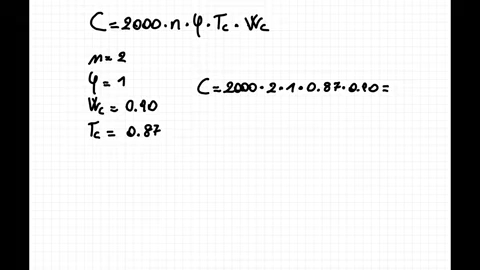 C = 2000 · n · φ · Tc · Wc
n = 2
φ = 1
Wc = 0.90
Tc = 0.87
C = 2000 · 2 · 1 · 0.87 · 0.90 =